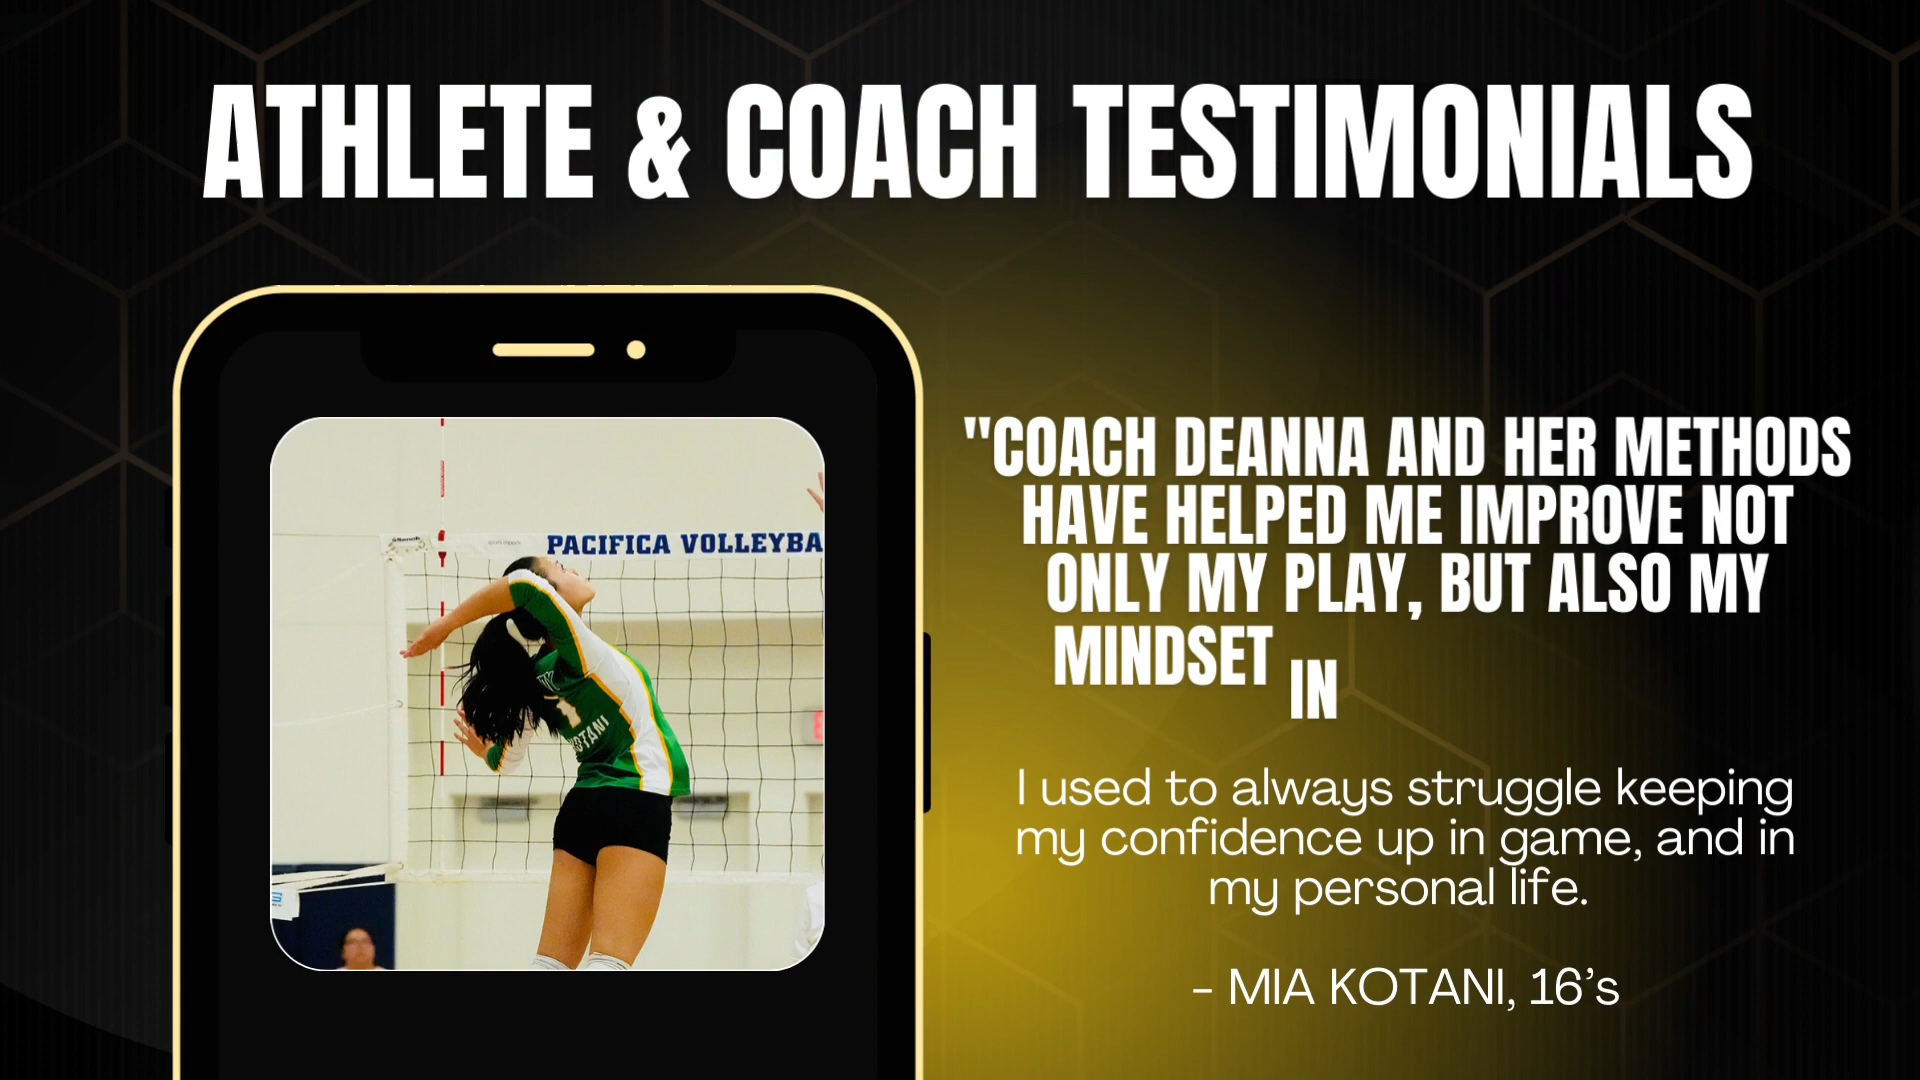 ATHLETE & COACH TESTIMONIALS
PACIFICA VOLLEYBA
1
KOTANI
"COACH DEANNA AND HER METHODS
HAVE HELPED ME IMPROVE NOT
ONLY MY PLAY, BUT ALSO MY
MINDSET IN
I used to always struggle keeping
my confidence up in game, and in
my personal life.
- MIA KOTANI, 16's